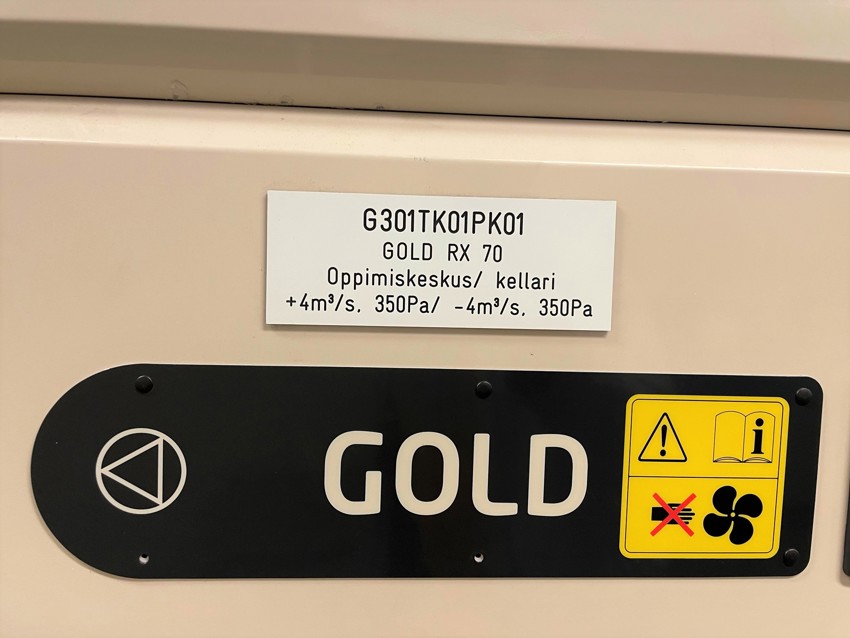 G301TK01PK01
GOLD RX 70
Oppimiskeskus/ kellari
+4m³/s. 350Pa/ -4m³/s. 350Pa
GOLD
i